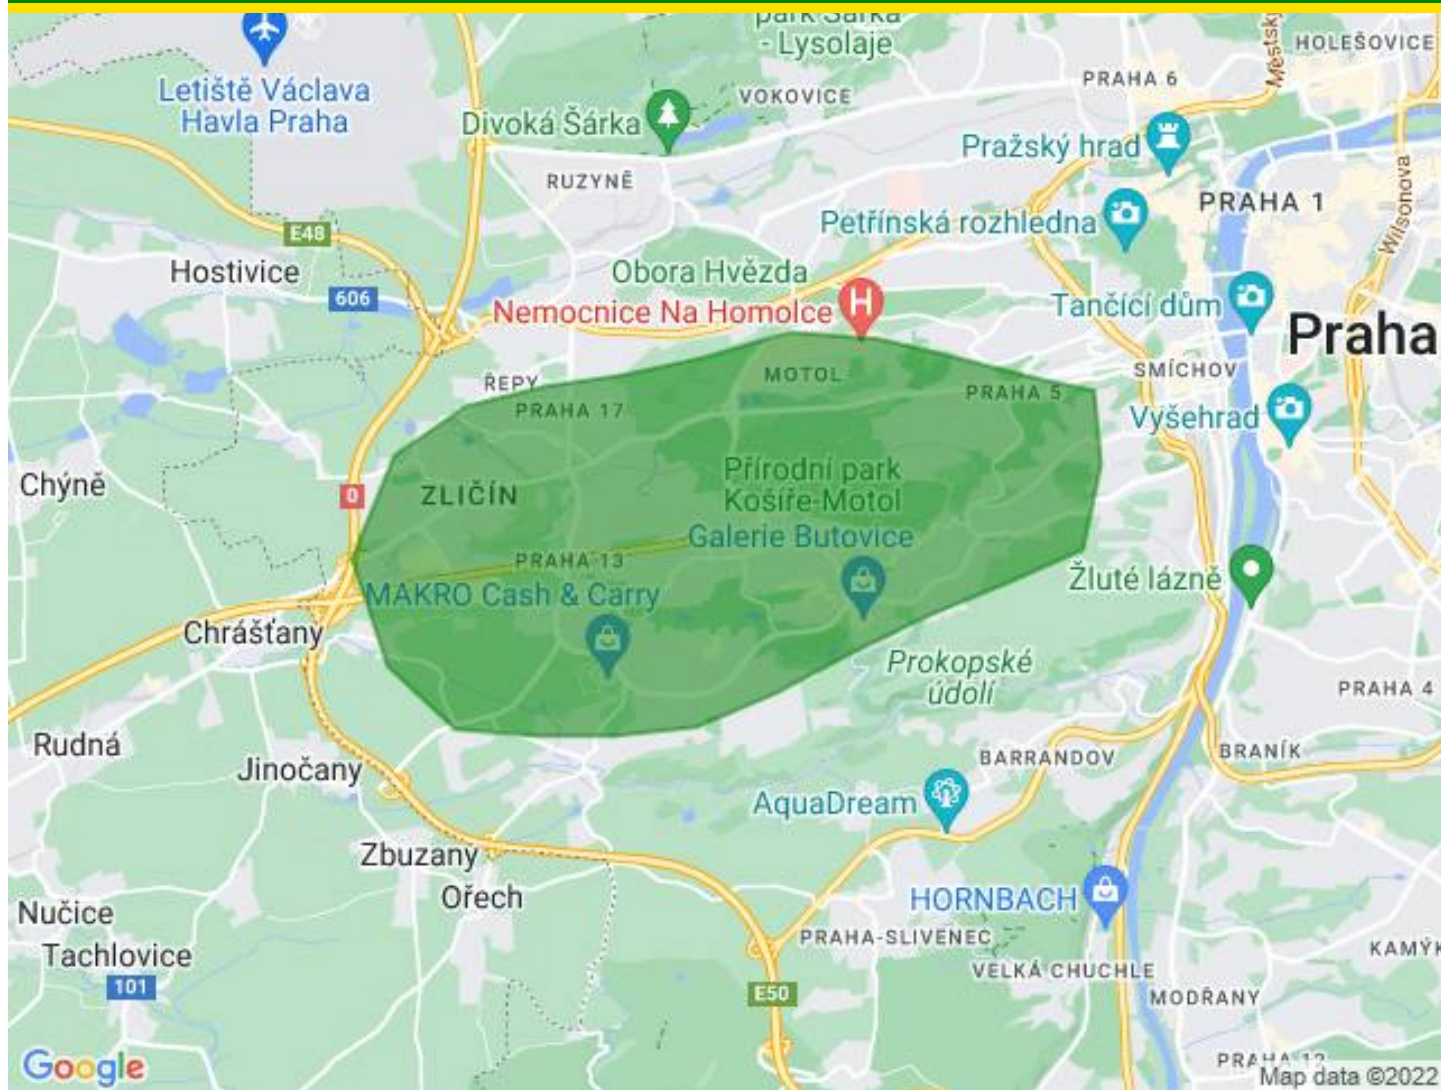 park Šárka
- Lysolaje
HOLEŠOVICE
Městsk
PRAHA 6
VOKOVICE
Letiště Václava
Havla Praha
Divoká Šárka
Pražský hrad
RUZYNĚ
PRAHA 1
Wilsonova
Petřínská rozhledna
E48
Hostivice
Obora Hvězda
606
Nemocnice Na Homolce
H
Tančící dům
Praha
SMÍCHOV
ŘEPY
MOTOL
PRAHA 5
PRAHA 17
Vyšehrad
Chýně
0
ZLIČÍN
Přírodní park
Košíře-Motol
Galerie Butovice
PRAHA 13
Žluté lázně
MAKRO Cash & Carry
Chrášťany
Prokopské
údolí
PRAHA 4
Rudná
Jinočany
BARRANDOV
BRANÍK
AquaDream
Zbuzany
Ořech
HORNBACH
Nučice
PRAHA-SLIVENEC
Tachlovice
KAMÝK
VELKÁ CHUCHLE
101
E50
MODŘANY
Google
PRAHA 12
Map data ©2022